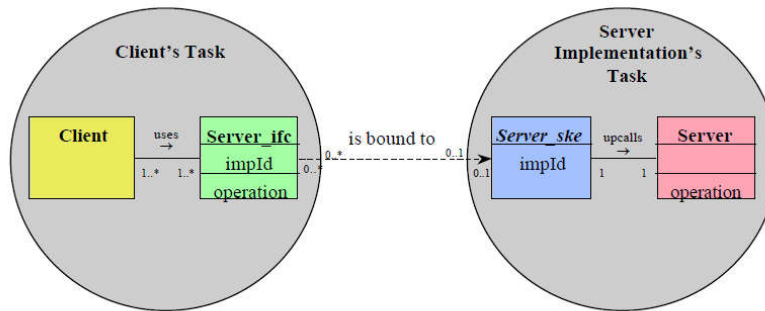 Client's Task
Server
Implementation's
Task
Client
uses
→
Server_ifc
is bound to
Server_ske
upcalls
→
Server
impId
0..*
0..1
impId
1..*
1..*
0..*
0..1
1
1
operation
operation